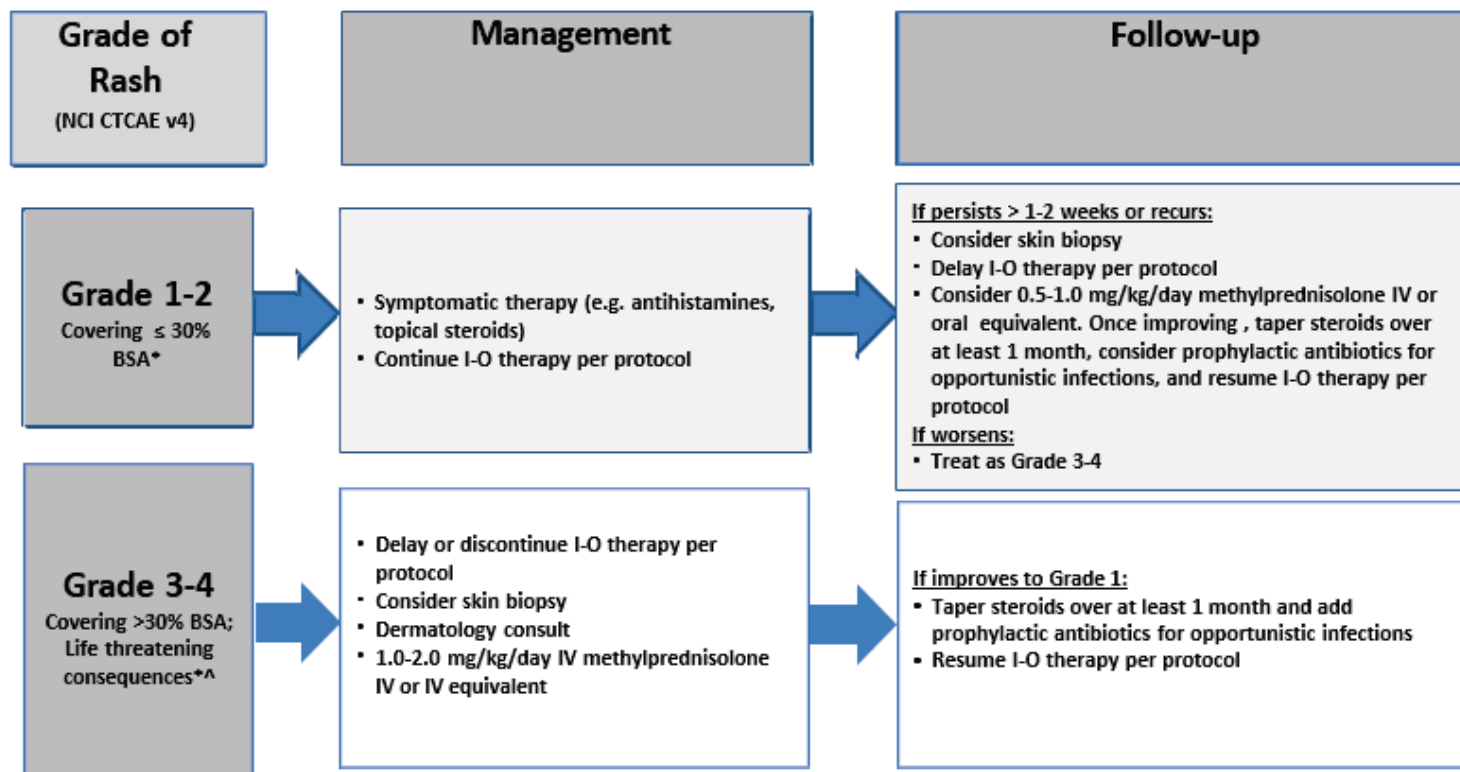 Grade of
Rash
(NCI CTCAE v4)
Management
Follow-up
Grade 1-2
Covering ≤ 30%
BSA*
• Symptomatic therapy (e.g. antihistamines,
topical steroids)
• Continue I-O therapy per protocol
If persists > 1-2 weeks or recurs:
• Consider skin biopsy
• Delay I-O therapy per protocol
• Consider 0.5-1.0 mg/kg/day methylprednisolone IV or
oral equivalent. Once improving , taper steroids over
at least 1 month, consider prophylactic antibiotics for
opportunistic infections, and resume I-O therapy per
protocol
If worsens:
• Treat as Grade 3-4
Grade 3-4
Covering >30% BSA;
Life threatening
consequences*^
• Delay or discontinue I-O therapy per
protocol
• Consider skin biopsy
• Dermatology consult
• 1.0-2.0 mg/kg/day IV methylprednisolone
IV or IV equivalent
If improves to Grade 1:
• Taper steroids over at least 1 month and add
prophylactic antibiotics for opportunistic infections
• Resume I-O therapy per protocol